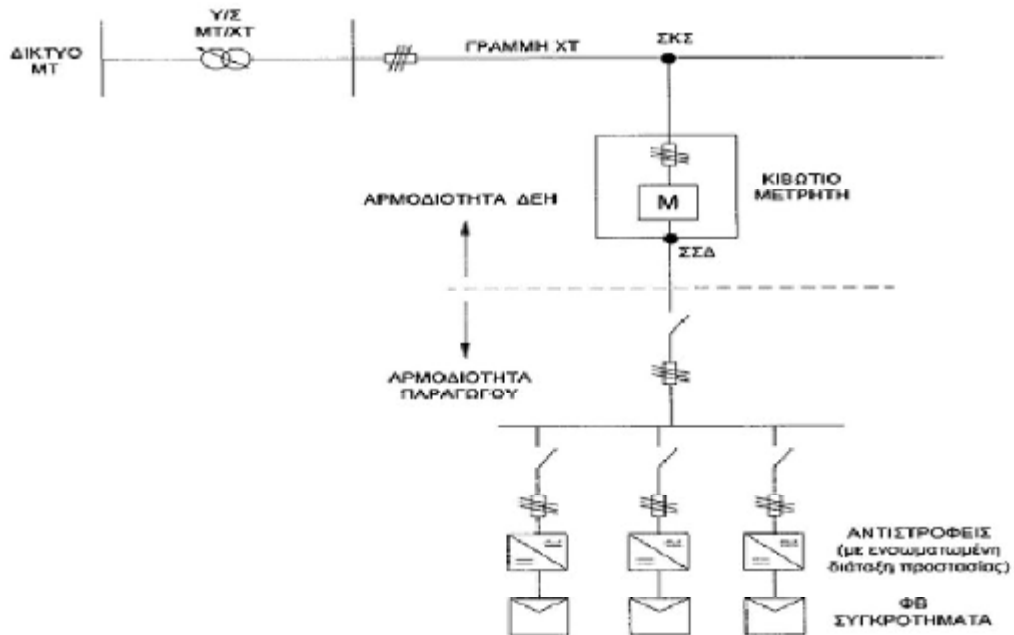 Υ/Σ
ΜΤ/ΧΤ
ΔΙΚΤΥΟ
ΜΤ
ΓΡΑΜΜΗ ΧΤ
ΣΚΣ
ΚΙΒΩΤΙΟ
ΜΕΤΡΗΤΗ
Μ
ΑΡΜΟΔΙΟΤΗΤΑ ΔΕΗ
ΣΣΔ
ΑΡΜΟΔΙΟΤΗΤΑ
ΠΑΡΑΓΩΓΟΥ
ΑΝΤΙΣΤΡΟΦΕΙΣ
(με ενσωματωμένη
διάταξη προστασίας)
ΦΒ
ΣΥΓΚΡΟΤΗΜΑΤΑ